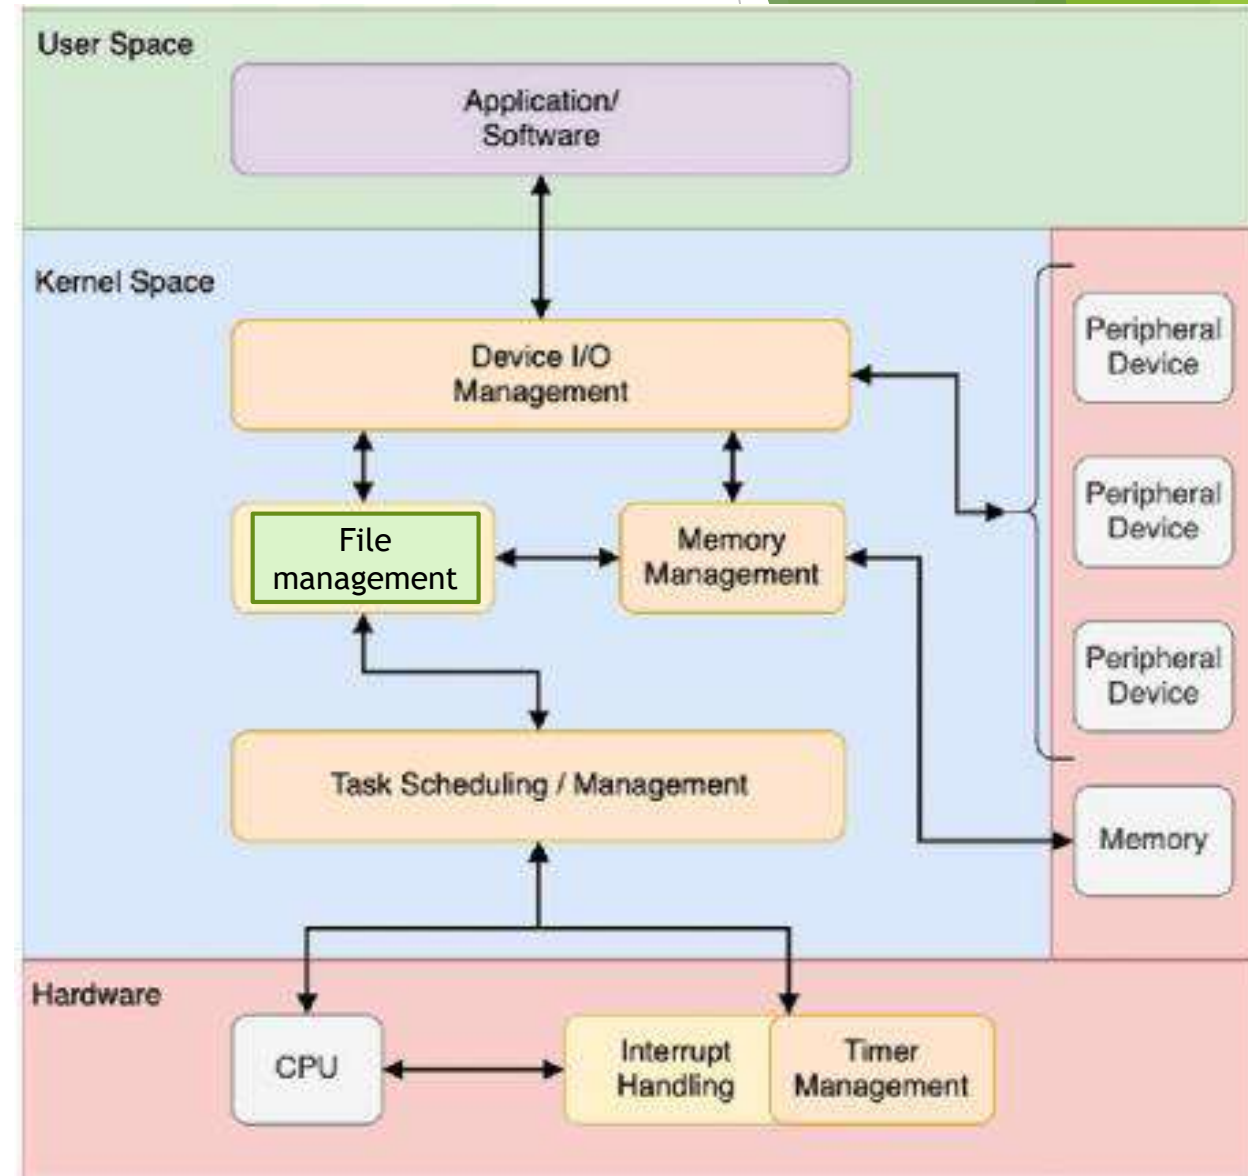 User Space
Application/
Software
Kernel Space
Device I/O
Management
Peripheral
Device
File
management
Memory
Management
Peripheral
Device
Peripheral
Device
Task Scheduling / Management
Memory
Hardware
CPU
Interrupt
Handling
Timer
Management